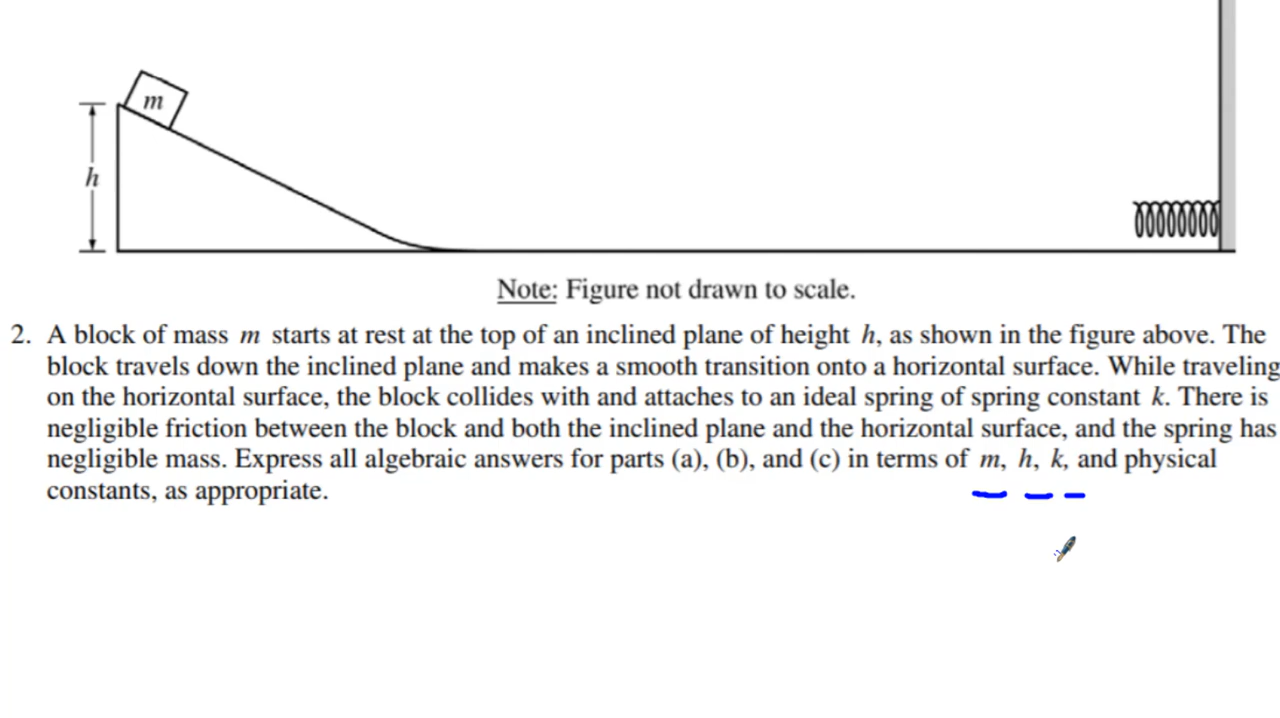 m
h
Note: Figure not drawn to scale.
2. A block of mass m starts at rest at the top of an inclined plane of height h, as shown in the figure above. The
block travels down the inclined plane and makes a smooth transition onto a horizontal surface. While traveling
on the horizontal surface, the block collides with and attaches to an ideal spring of spring constant k. There is
negligible friction between the block and both the inclined plane and the horizontal surface, and the spring has
negligible mass. Express all algebraic answers for parts (a), (b), and (c) in terms of m, h, k, and physical
constants, as appropriate.